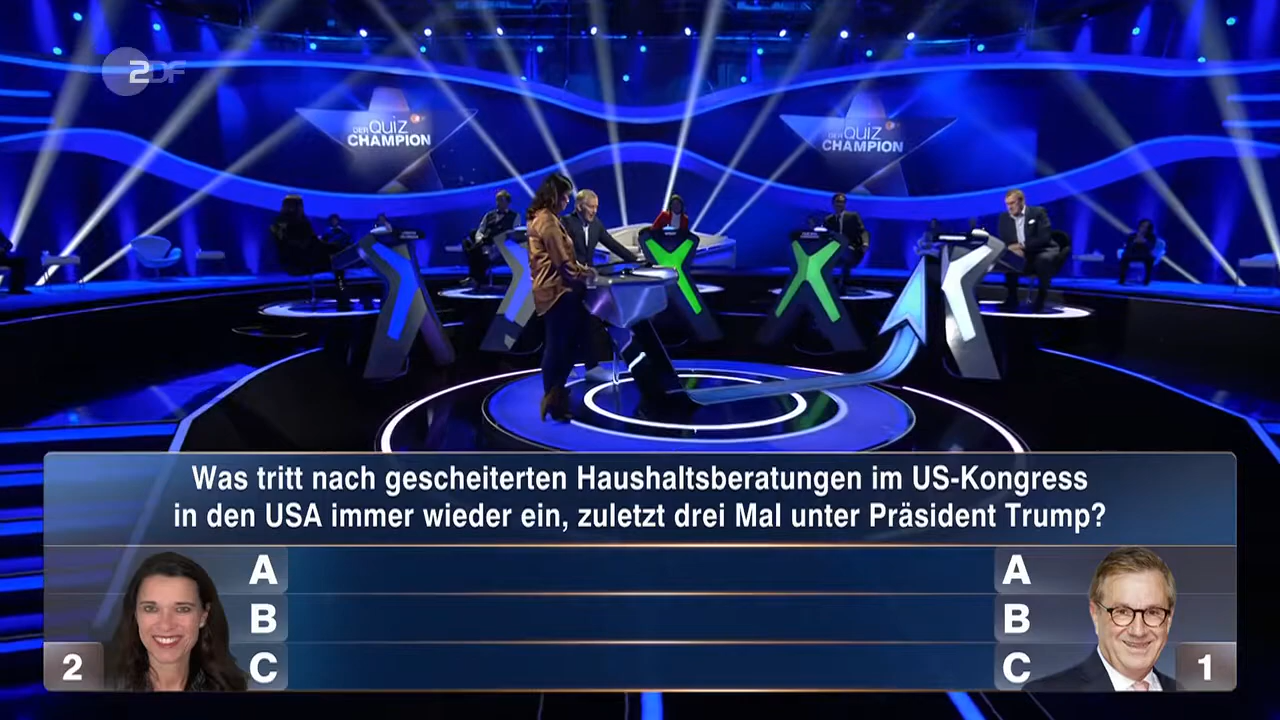 ZDF
DER QUIZ CHAMPION
DER QUIZ CHAMPION
Was tritt nach gescheiterten Haushaltsberatungen im US-Kongress
in den USA immer wieder ein, zuletzt drei Mal unter Präsident Trump?
A A
B B
C C
2 1